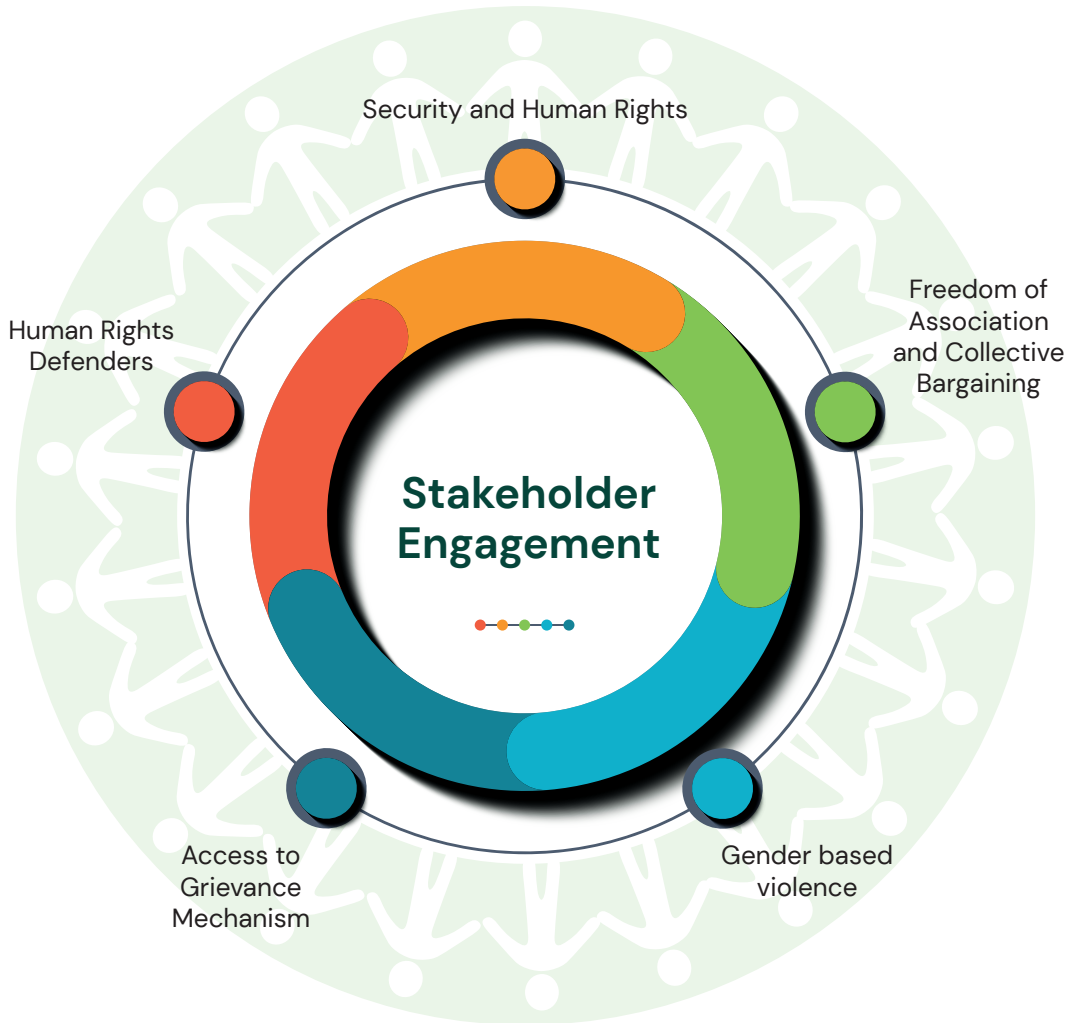 Security and Human Rights
Freedom of
Association
and Collective
Bargaining
Human Rights
Defenders
Stakeholder
Engagement
Access to
Grievance
Mechanism
Gender based
violence